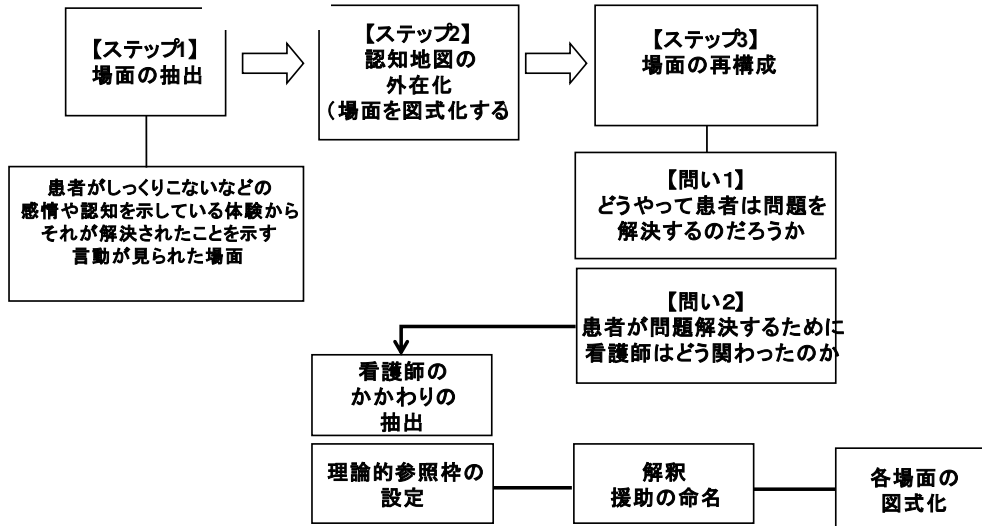 【ステップ1】
場面の抽出
【ステップ2】
認知地図の
外在化
(場面を図式化する
【ステップ3】
場面の再構成
患者がしっくりこないなどの
感情や認知を示している体験から
それが解決されたことを示す
言動が見られた場面
【問い1】
どうやって患者は問題を
解決するのだろうか
【問い2】
患者が問題解決するために
看護師はどう関わったのか
看護師の
かかわりの
抽出
理論的参照枠の
設定
解釈
援助の命名
各場面の
図式化